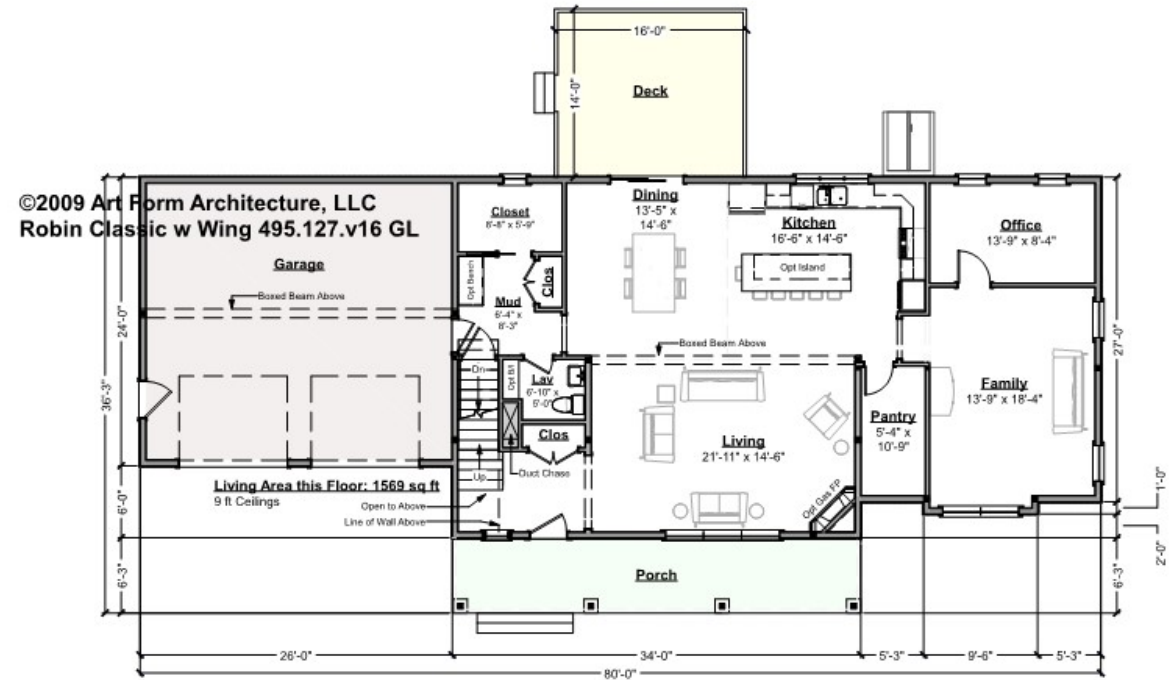 16'-0"
14'-0"
Deck
©2009 Art Form Architecture, LLC
Robin Classic w Wing 495.127.v16 GL
Garage
Boxed Beam Above
Closet
8'-8" x 5'-9"
Opt Bench
Clos
Mud
6'-4" x
8'-3"
Dining
13'-5" x
14'-6"
Kitchen
16'-6" x 14'-6"
Opt Island
Office
13'-9" x 8'-4"
Boxed Beam Above
Dn
Opt B/I
Lav
6'-10" x
5'-0"
Clos
Duct Chase
Up
Living
21'-11" x 14'-6"
Opt Gas FP
Pantry
5'-4" x
10'-9"
Family
13'-9" x 18'-4"
Living Area this Floor: 1569 sq ft
9 ft Ceilings
Open to Above
Line of Wall Above
Porch
24'-0"
36'-3"
6'-0"
6'-3"
27'-0"
1'-0"
2'-0"
6'-3"
26'-0"
34'-0"
5'-3"
9'-6"
5'-3"
80'-0"